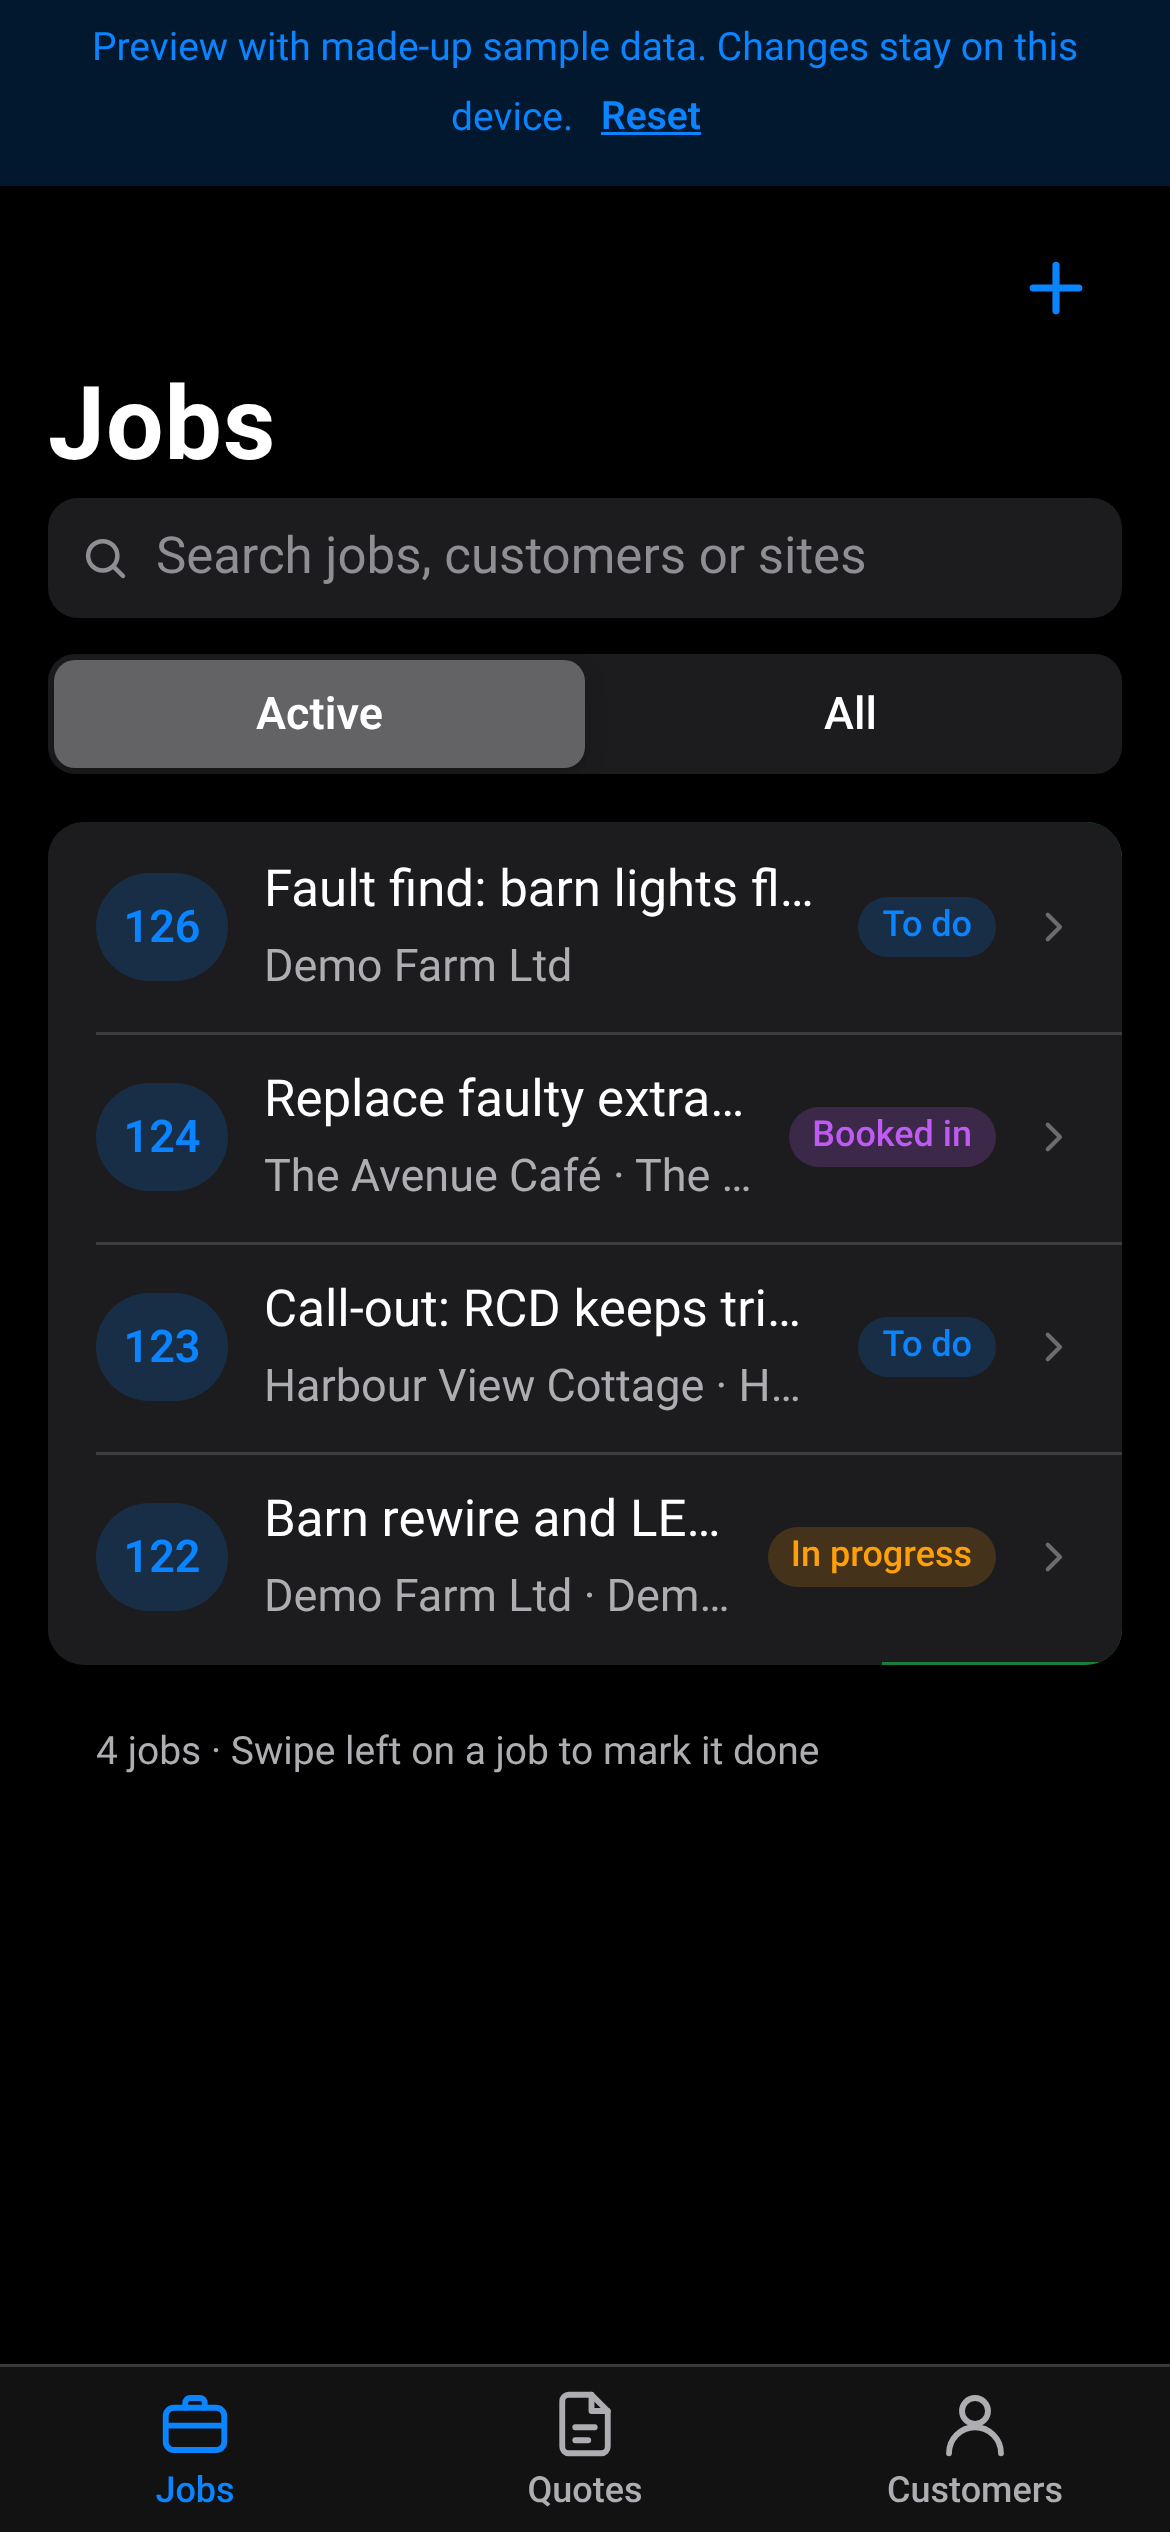 Preview with made-up sample data. Changes stay on this
device. Reset
Jobs
Search jobs, customers or sites
Active
All
126
Fault find: barn lights fl...
Demo Farm Ltd
To do
124
Replace faulty extra...
The Avenue Café · The ...
Booked in
123
Call-out: RCD keeps tri...
Harbour View Cottage · H...
To do
122
Barn rewire and LE...
Demo Farm Ltd · Dem...
In progress
4 jobs · Swipe left on a job to mark it done
Jobs
Quotes
Customers